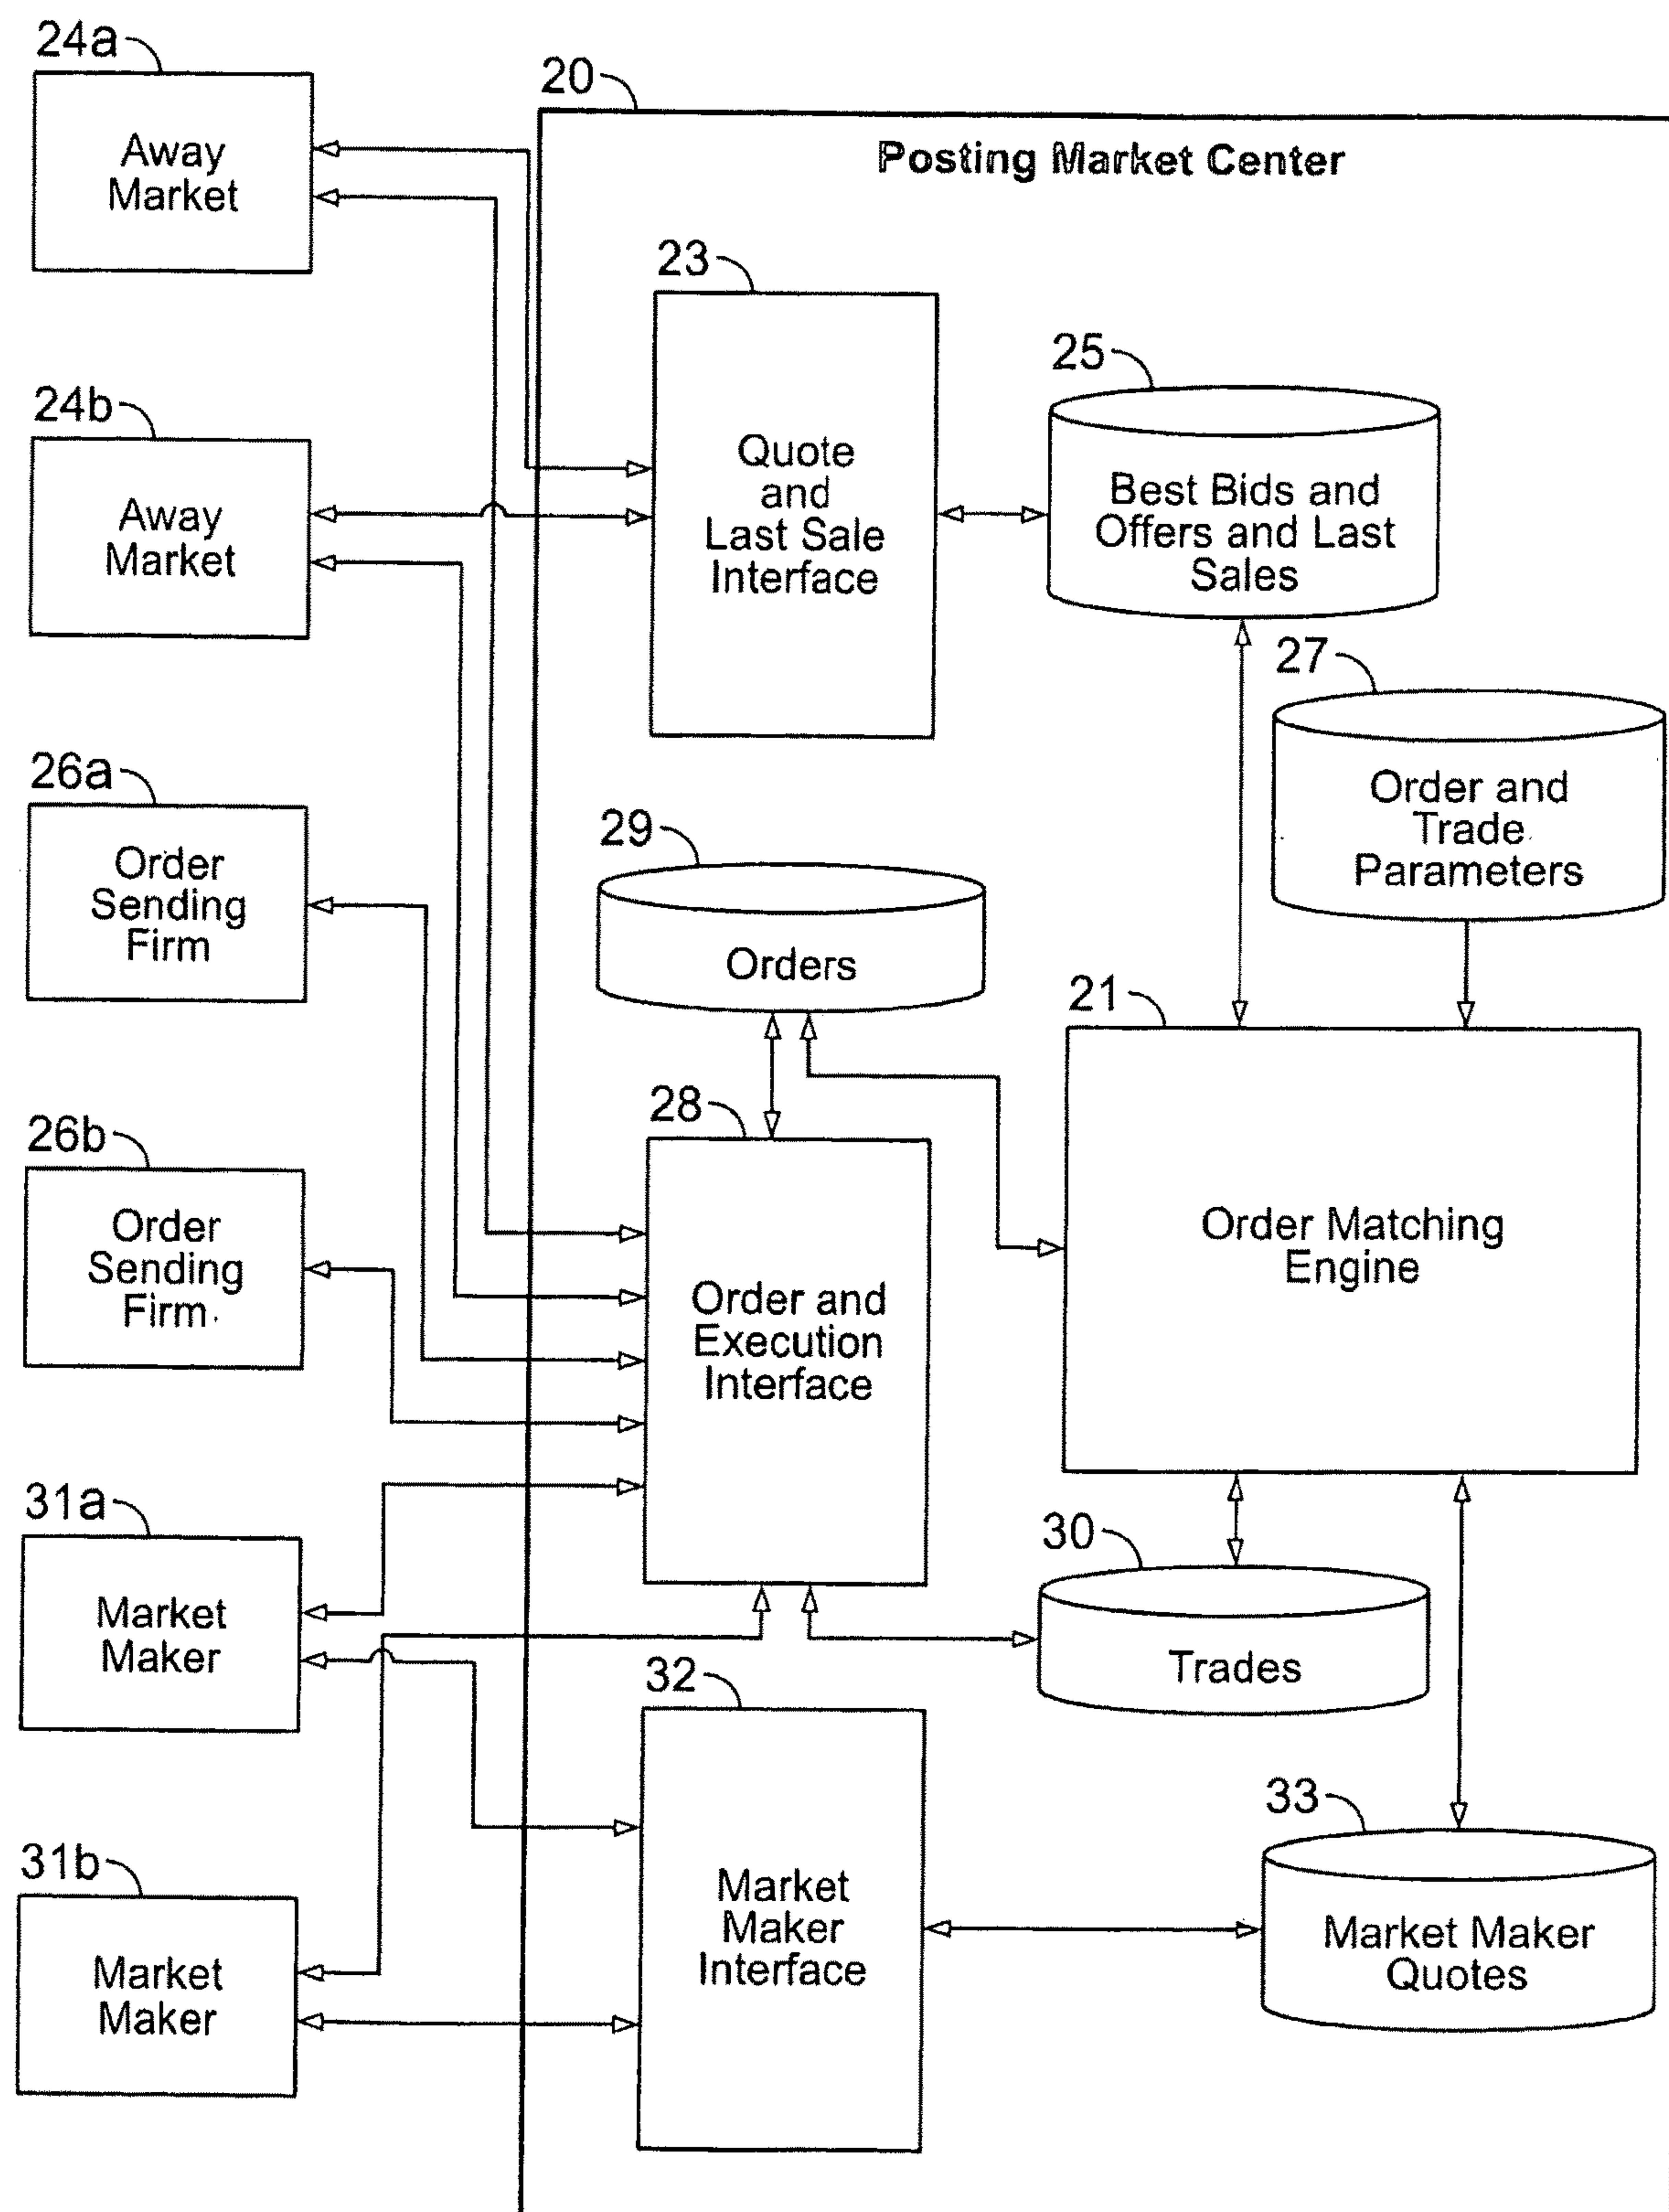 24a
Away
Market
20
Posting Market Center
23
Quote
and
Last Sale
Interface
24b
Away
Market
25
Best Bids and
Offers and Last
Sales
27
Order and
Trade
Parameters
26a
Order
Sending
Firm
29
Orders
21
Order Matching
Engine
28
Order and
Execution
Interface
26b
Order
Sending
Firm
31a
Market
Maker
30
Trades
32
Market
Maker
Interface
33
Market Maker
Quotes
31b
Market
Maker